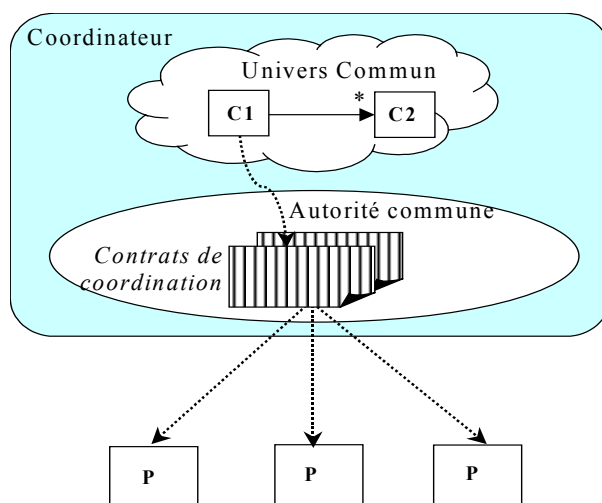 Coordinateur
Univers Commun
*
C1
C2
Autorité commune
Contrats de
coordination
P
P
P